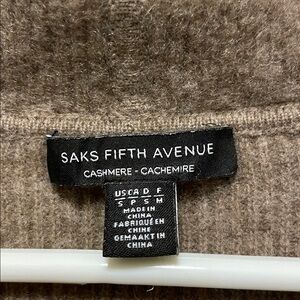 SAKS FIFTH AVENUE
CASHMERE - CACHEMIRE
US CA D F
S P S M
MADE IN
CHINA
FABRIQUÉ EN
CHINE
GEMAAKT IN
CHINA